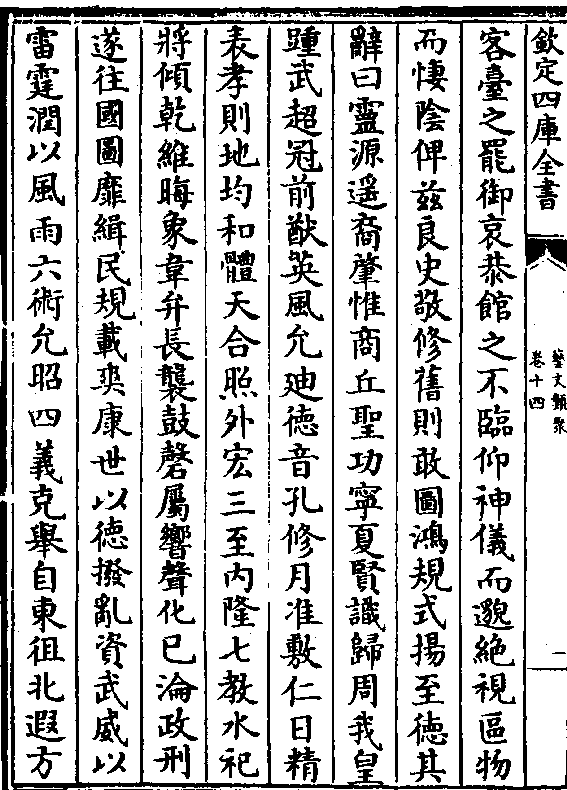 欽定四庫全書
藝文類聚
卷十四
一
客臺之罷御哀恭館之不臨仰神儀而邈絶視區物
而悽陰俾兹良史敬修舊則敢圖鴻規式揚至徳其
辭曰靈源遥裔肇惟商丘聖功寧夏賢識歸周我皇
踵武超冠前猷英風允廸徳音孔修月准敷仁日精
表孝則地均和體天合照外宏三至内隆七教水祀
將傾乾維晦象韋弁長襲鼓磬屬響聲化已淪政刑
遂往國圖靡緝民規載爽康世以徳撥亂資武威以
雷霆潤以風雨六術允昭四義克舉自東徂北遐方